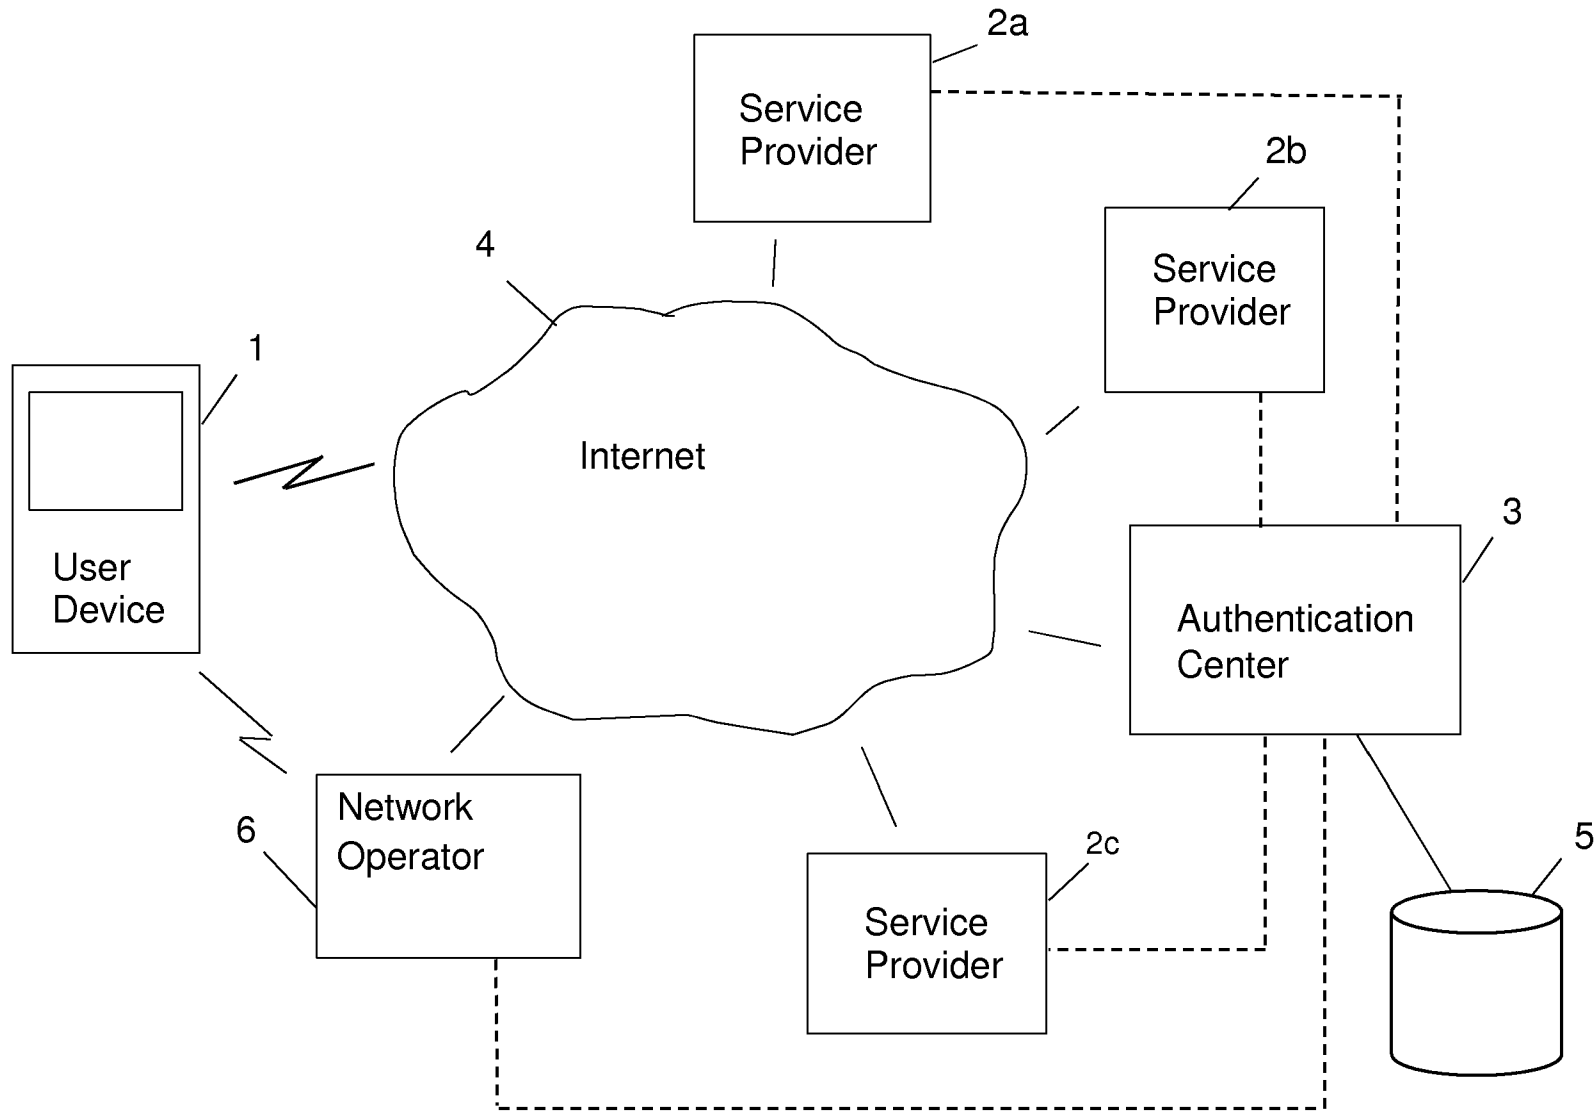 2a
Service
Provider
2b
Service
Provider
4
1
Internet
User
Device
3
Authentication
Center
Network
Operator
6
2c
Service
Provider
5